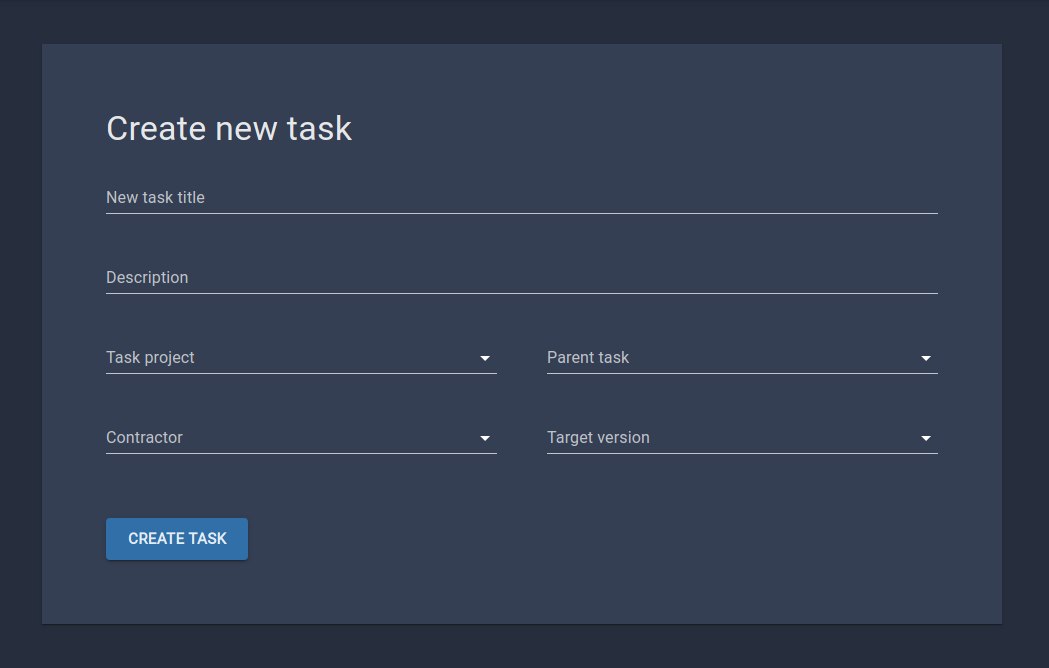 Create new task
New task title
Description
Task project
Parent task
Contractor
Target version
CREATE TASK